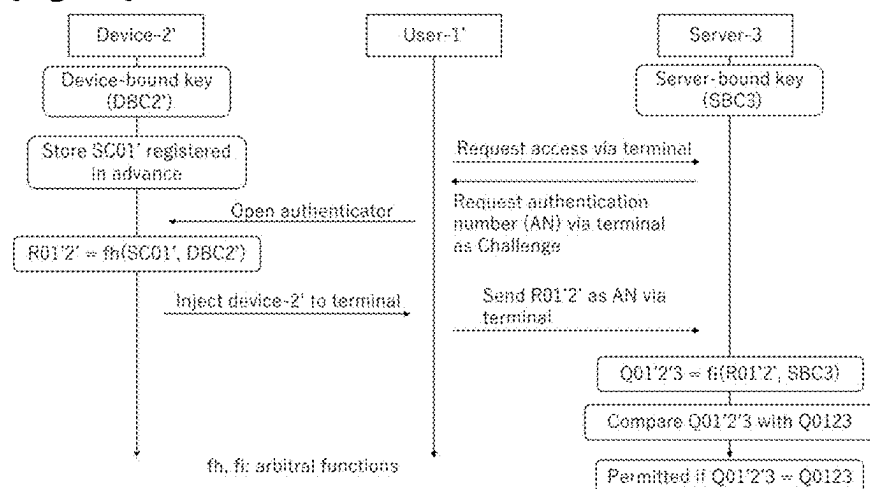 Device-2'
User-1'
Server-3
Device-bound key
(DBC2')
Server-bound key
(SBC3)
Store SC01' registered
in advance
Request access via terminal
Request authentication
number (AN) via terminal
as Challenge
Open authenticator
R01'2' = fh(SC01', DBC2')
Inject device-2' to terminal
Send R01'2' as AN via
terminal
Q01'2'3 = fi(R01'2', SBC3)
Compare Q01'2'3 with Q0123
fh, fi: arbitral functions
Permitted if Q01'2'3 = Q0123